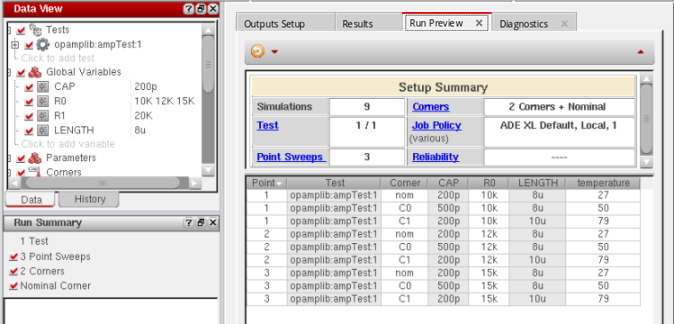 Data View
Tests
opamplib:ampTest:1
Click to add test
Global Variables
CAP 200p
R0 10K 12K 15K
R1 20K
LENGTH 8u
Click to add variable
Parameters
Corners
Data History
Run Summary
1 Test
3 Point Sweeps
2 Corners
Nominal Corner
Outputs Setup Results Run Preview Diagnostics
Setup Summary
Simulations 9 Corners 2 Corners + Nominal
Test 1 / 1 Job Policy (various) ADE XL Default, Local, 1
Point Sweeps 3 Reliability ----
Point Test Corner CAP R0 LENGTH temperature
1 opamplib:ampTest:1 nom 200p 10k 8u 27
1 opamplib:ampTest:1 C0 500p 10k 8u 50
1 opamplib:ampTest:1 C1 200p 10k 10u 79
2 opamplib:ampTest:1 nom 200p 12k 8u 27
2 opamplib:ampTest:1 C0 500p 12k 8u 50
2 opamplib:ampTest:1 C1 200p 12k 10u 79
3 opamplib:ampTest:1 nom 200p 15k 8u 27
3 opamplib:ampTest:1 C0 500p 15k 8u 50
3 opamplib:ampTest:1 C1 200p 15k 10u 79